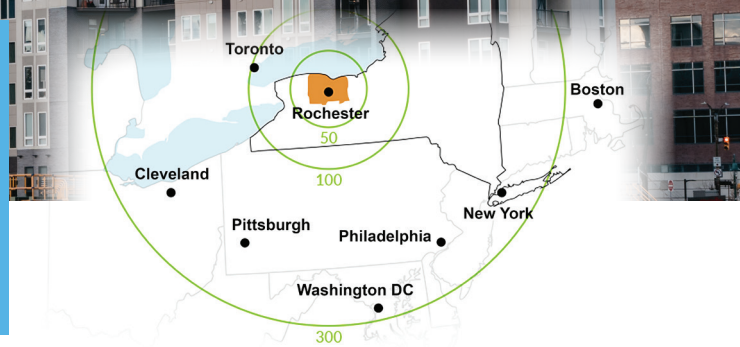 Toronto
Boston
Rochester
50
Cleveland
100
New York
Pittsburgh
Philadelphia
Washington DC
300